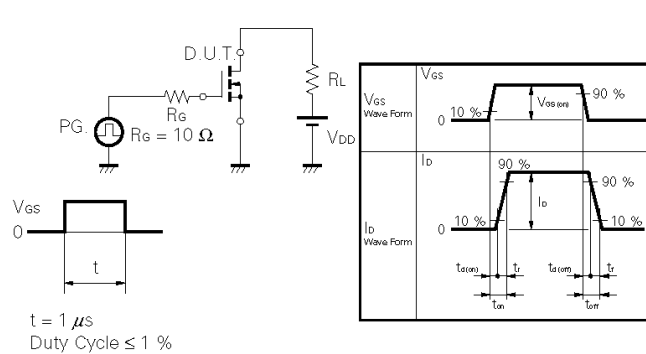 D.U.T.
RL
PG.
RG
RG = 10 Ω
VDD
VGS
0
t
t = 1 μs
Duty Cycle ≤ 1 %
VGS
Wave Form
VGS
10 %
0
VGS (on)
90 %
ID
Wave Form
ID
90 %
90 %
10 %
0
ID
10 %
td (on)
tr
td (off)
tr
ton
toff